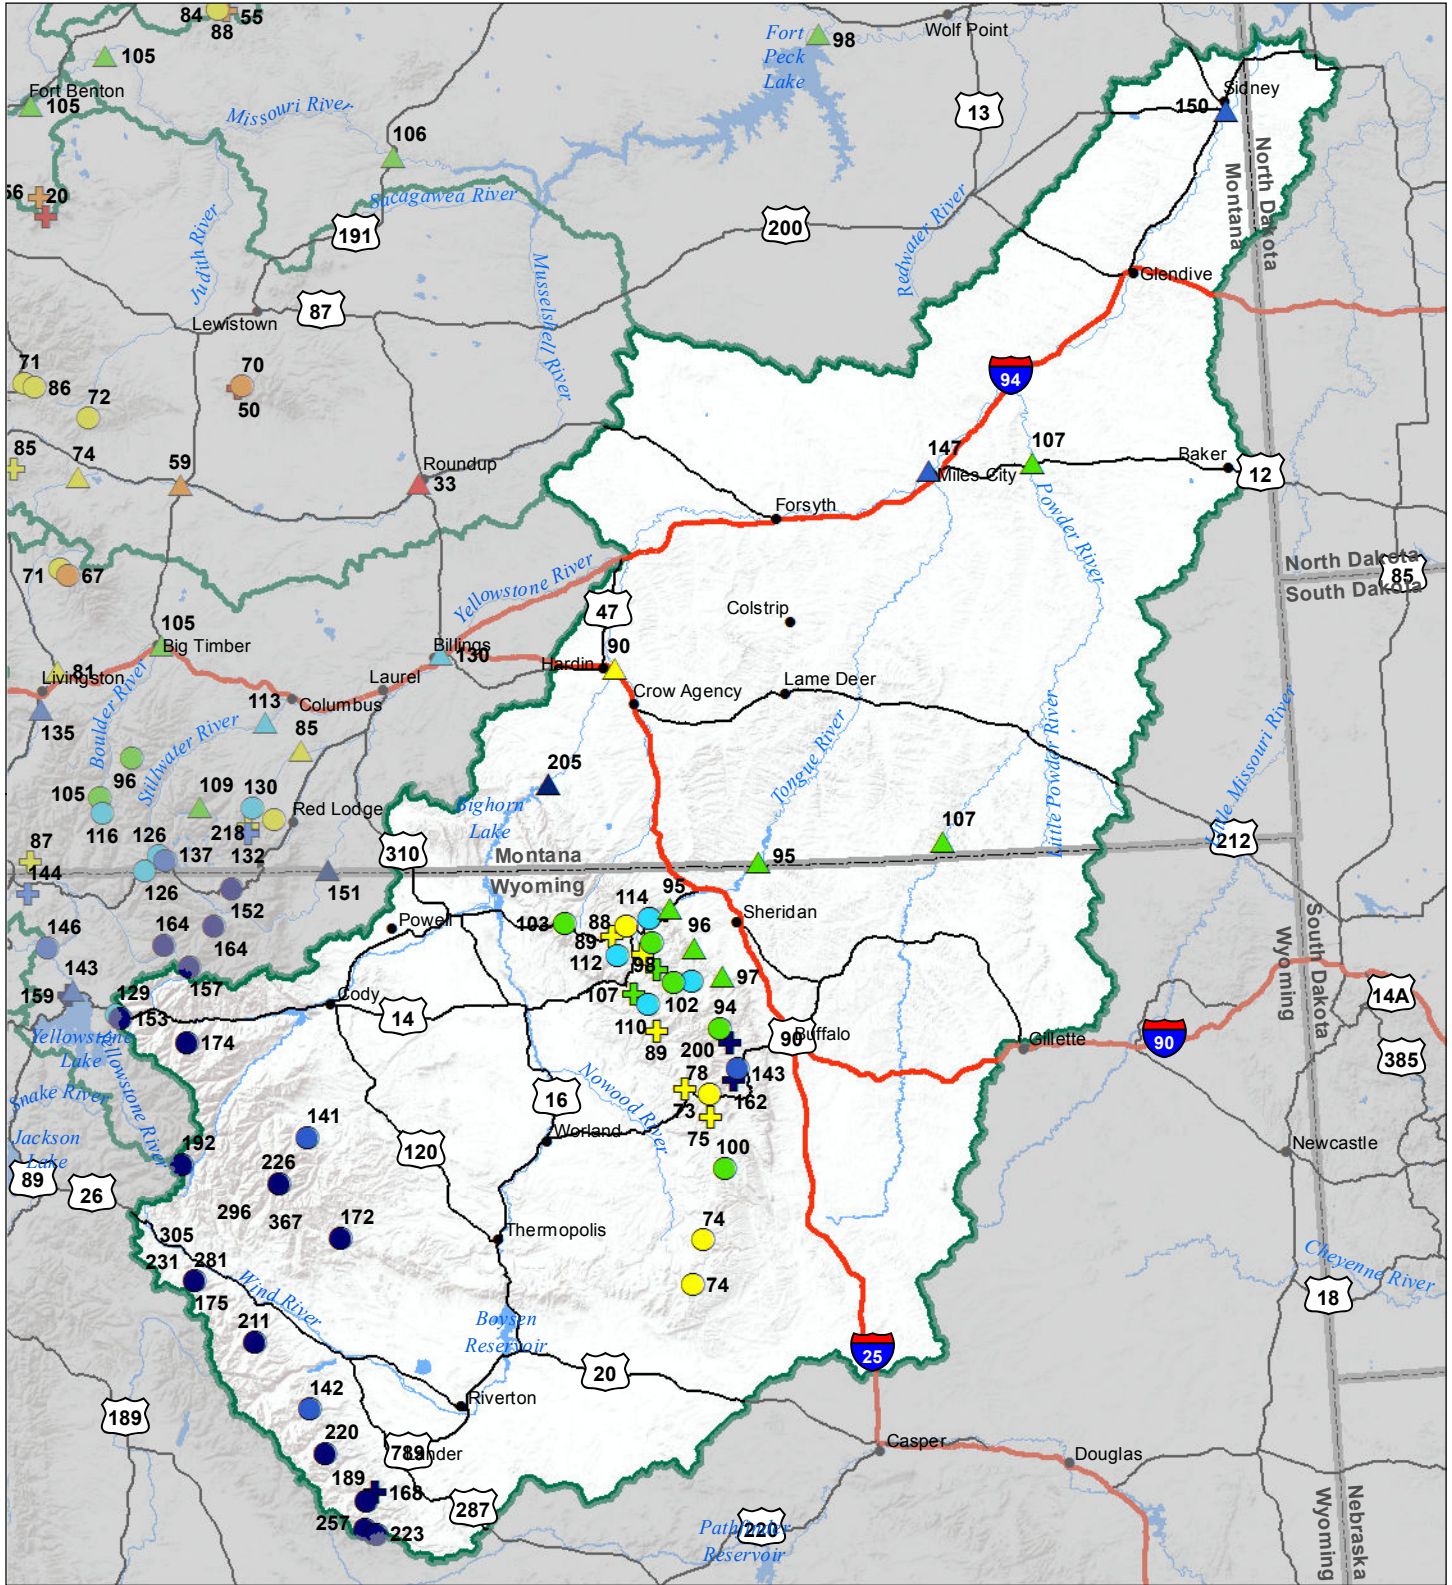 84
55
88
105
Fort Benton
105
Missouri River
106
Fort
Peck
Lake
98
Wolf Point
13
Sidney
150
North Dakota
Montana
56
20
Judith River
Sacagawea River
191
200
Redwater River
Musselshell River
87
Lewistown
Glendive
71
86
72
70
50
94
85
74
59
Roundup
33
147
Miles City
107
Baker
12
Forsyth
Powder River
71
67
Yellowstone River
North Dakota
South Dakota
85
47
Colstrip
105
Big Timber
Billings
130
90
Hardin
81
Livingston
Laurel
Crow Agency
Lame Deer
135
Boulder River
Columbus
113
Stillwater River
85
96
205
Tongue River
Little Powder River
Little Missouri River
105
116
109
130
218
Red Lodge
Bighorn
Lake
107
212
87
126
137
132
310
Montana
Wyoming
95
144
126
152
151
95
114
103
88
Sheridan
Powell
146
164
164
89
96
112
98
South Dakota
Wyoming
143
159
157
107
102
97
14A
129
153
Cody
14
110
94
Yellowstone
Lake
Yellowstone River
174
89
200
90
Buffalo
Gillette
90
385
Snake River
78
143
16
Nowood River
73
162
141
75
Worland
Jackson
Lake
192
120
100
Newcastle
89
26
226
296
367
172
74
305
Thermopolis
231
281
74
Cheyenne River
18
175
Wind River
211
Boysen
Reservoir
25
20
142
Riverton
189
220
789
Lander
Casper
Douglas
189
168
287
257
223
Pathfinder
Reservoir
220
Nebraska
Wyoming